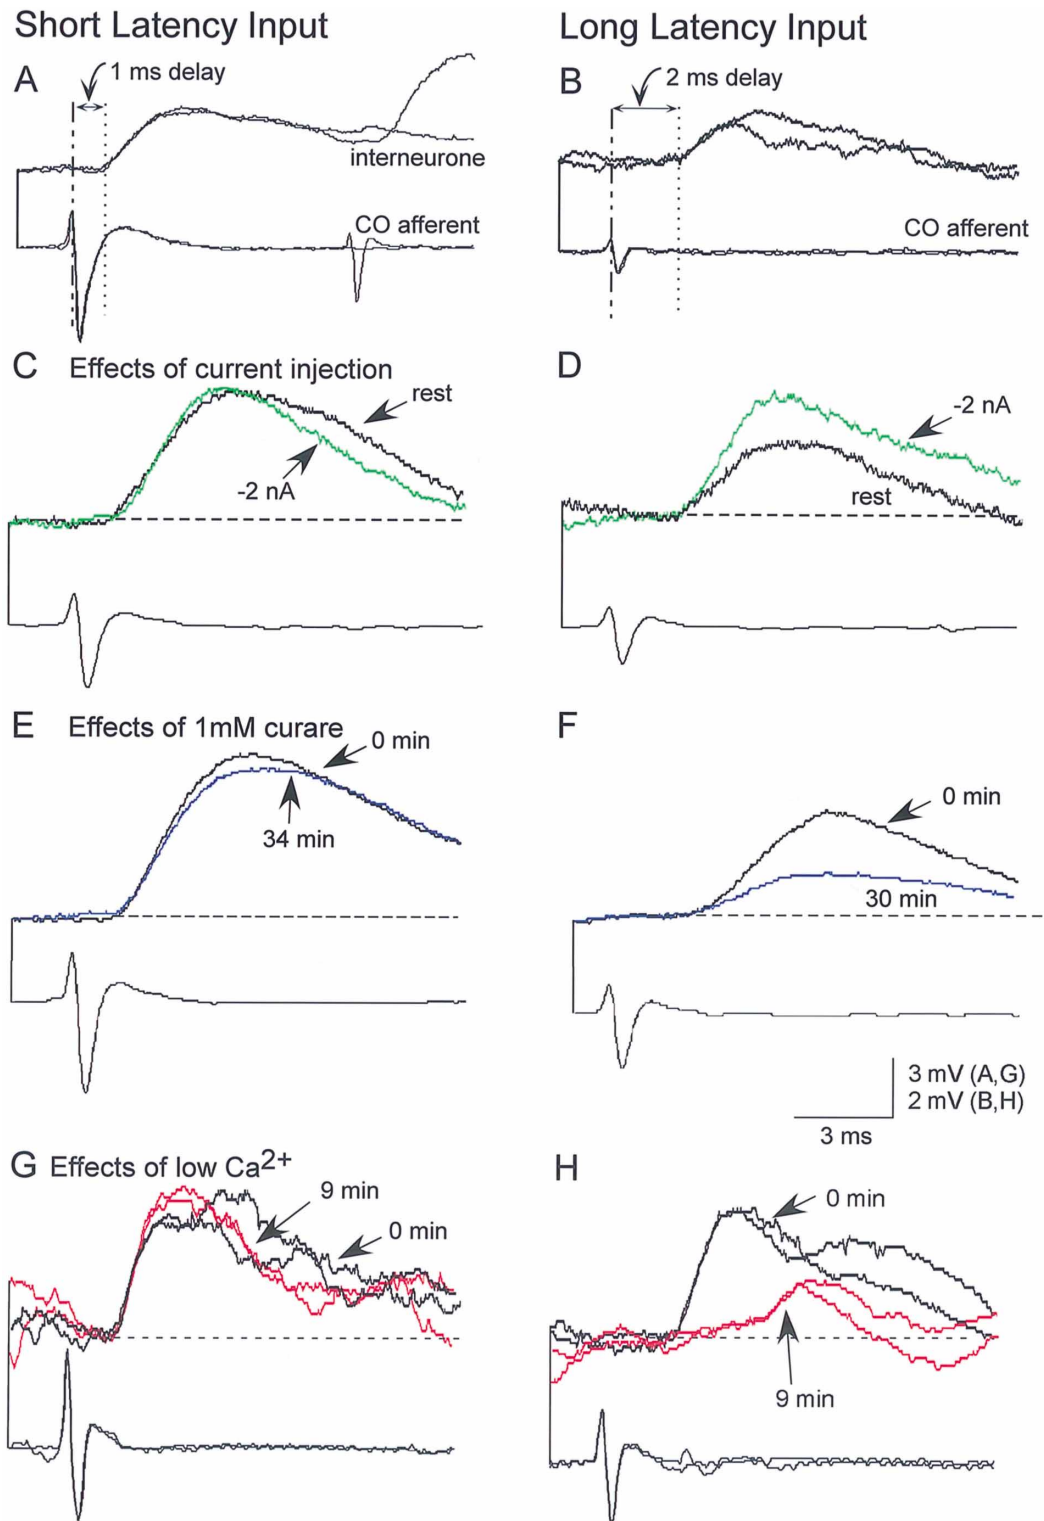 Short Latency Input
Long Latency Input
A
1 ms delay
interneurone
CO afferent
B
2 ms delay
CO afferent
C Effects of current injection
rest
-2 nA
D
-2 nA
rest
E Effects of 1mM curare
0 min
34 min
F
0 min
30 min
3 mV (A,G)
2 mV (B,H)
3 ms
G Effects of low Ca2+
9 min
0 min
H
0 min
9 min